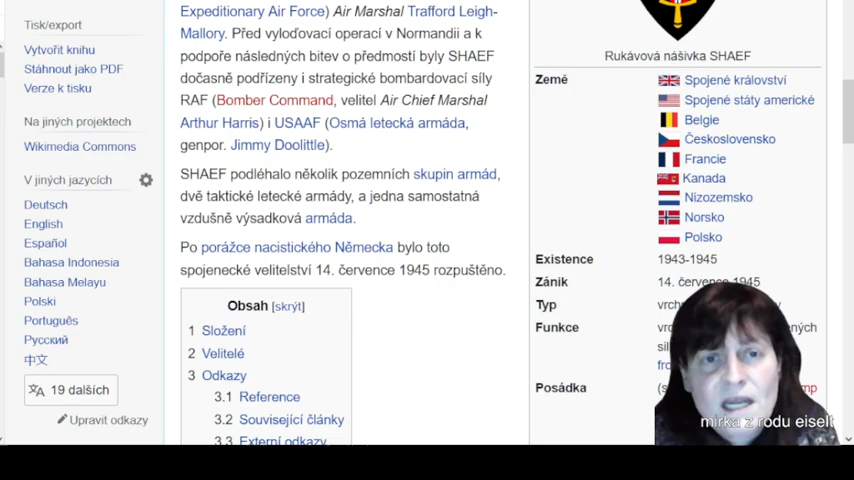 Tisk/export
Vytvořit knihu
Stáhnout jako PDF
Verze k tisku
Na jiných projektech
Wikimedia Commons
V jiných jazycích
Deutsch
English
Español
Bahasa Indonesia
Bahasa Melayu
Polski
Português
Русский
中文
19 dalších
Upravit odkazy
Expeditionary Air Force) Air Marshal Trafford Leigh-
Mallory. Před vyloďovací operací v Normandii a k
podpoře následných bitev o předmostí byly SHAEF
dočasně podřízeny i strategické bombardovací síly
RAF (Bomber Command, velitel Air Chief Marshal
Arthur Harris) i USAAF (Osmá letecká armáda,
genpor. Jimmy Doolittle).
SHAEF podléhalo několik pozemních skupin armád,
dvě taktické letecké armády, a jedna samostatná
vzdušně výsadková armáda.
Po porážce nacistického Německa bylo toto
spojenecké velitelství 14. července 1945 rozpuštěno.
Obsah [skrýt]
1 Složení
2 Velitelé
3 Odkazy
3.1 Reference
3.2 Související články
3.3 Externí odkazy
Rukávová nášivka SHAEF
Země
Spojené království
Spojené státy americké
Belgie
Československo
Francie
Kanada
Nizozemsko
Norsko
Polsko
Existence 1943-1945
Zánik 14. července 1945
Typ
Funkce
Posádka
mirka z rodu eiselt